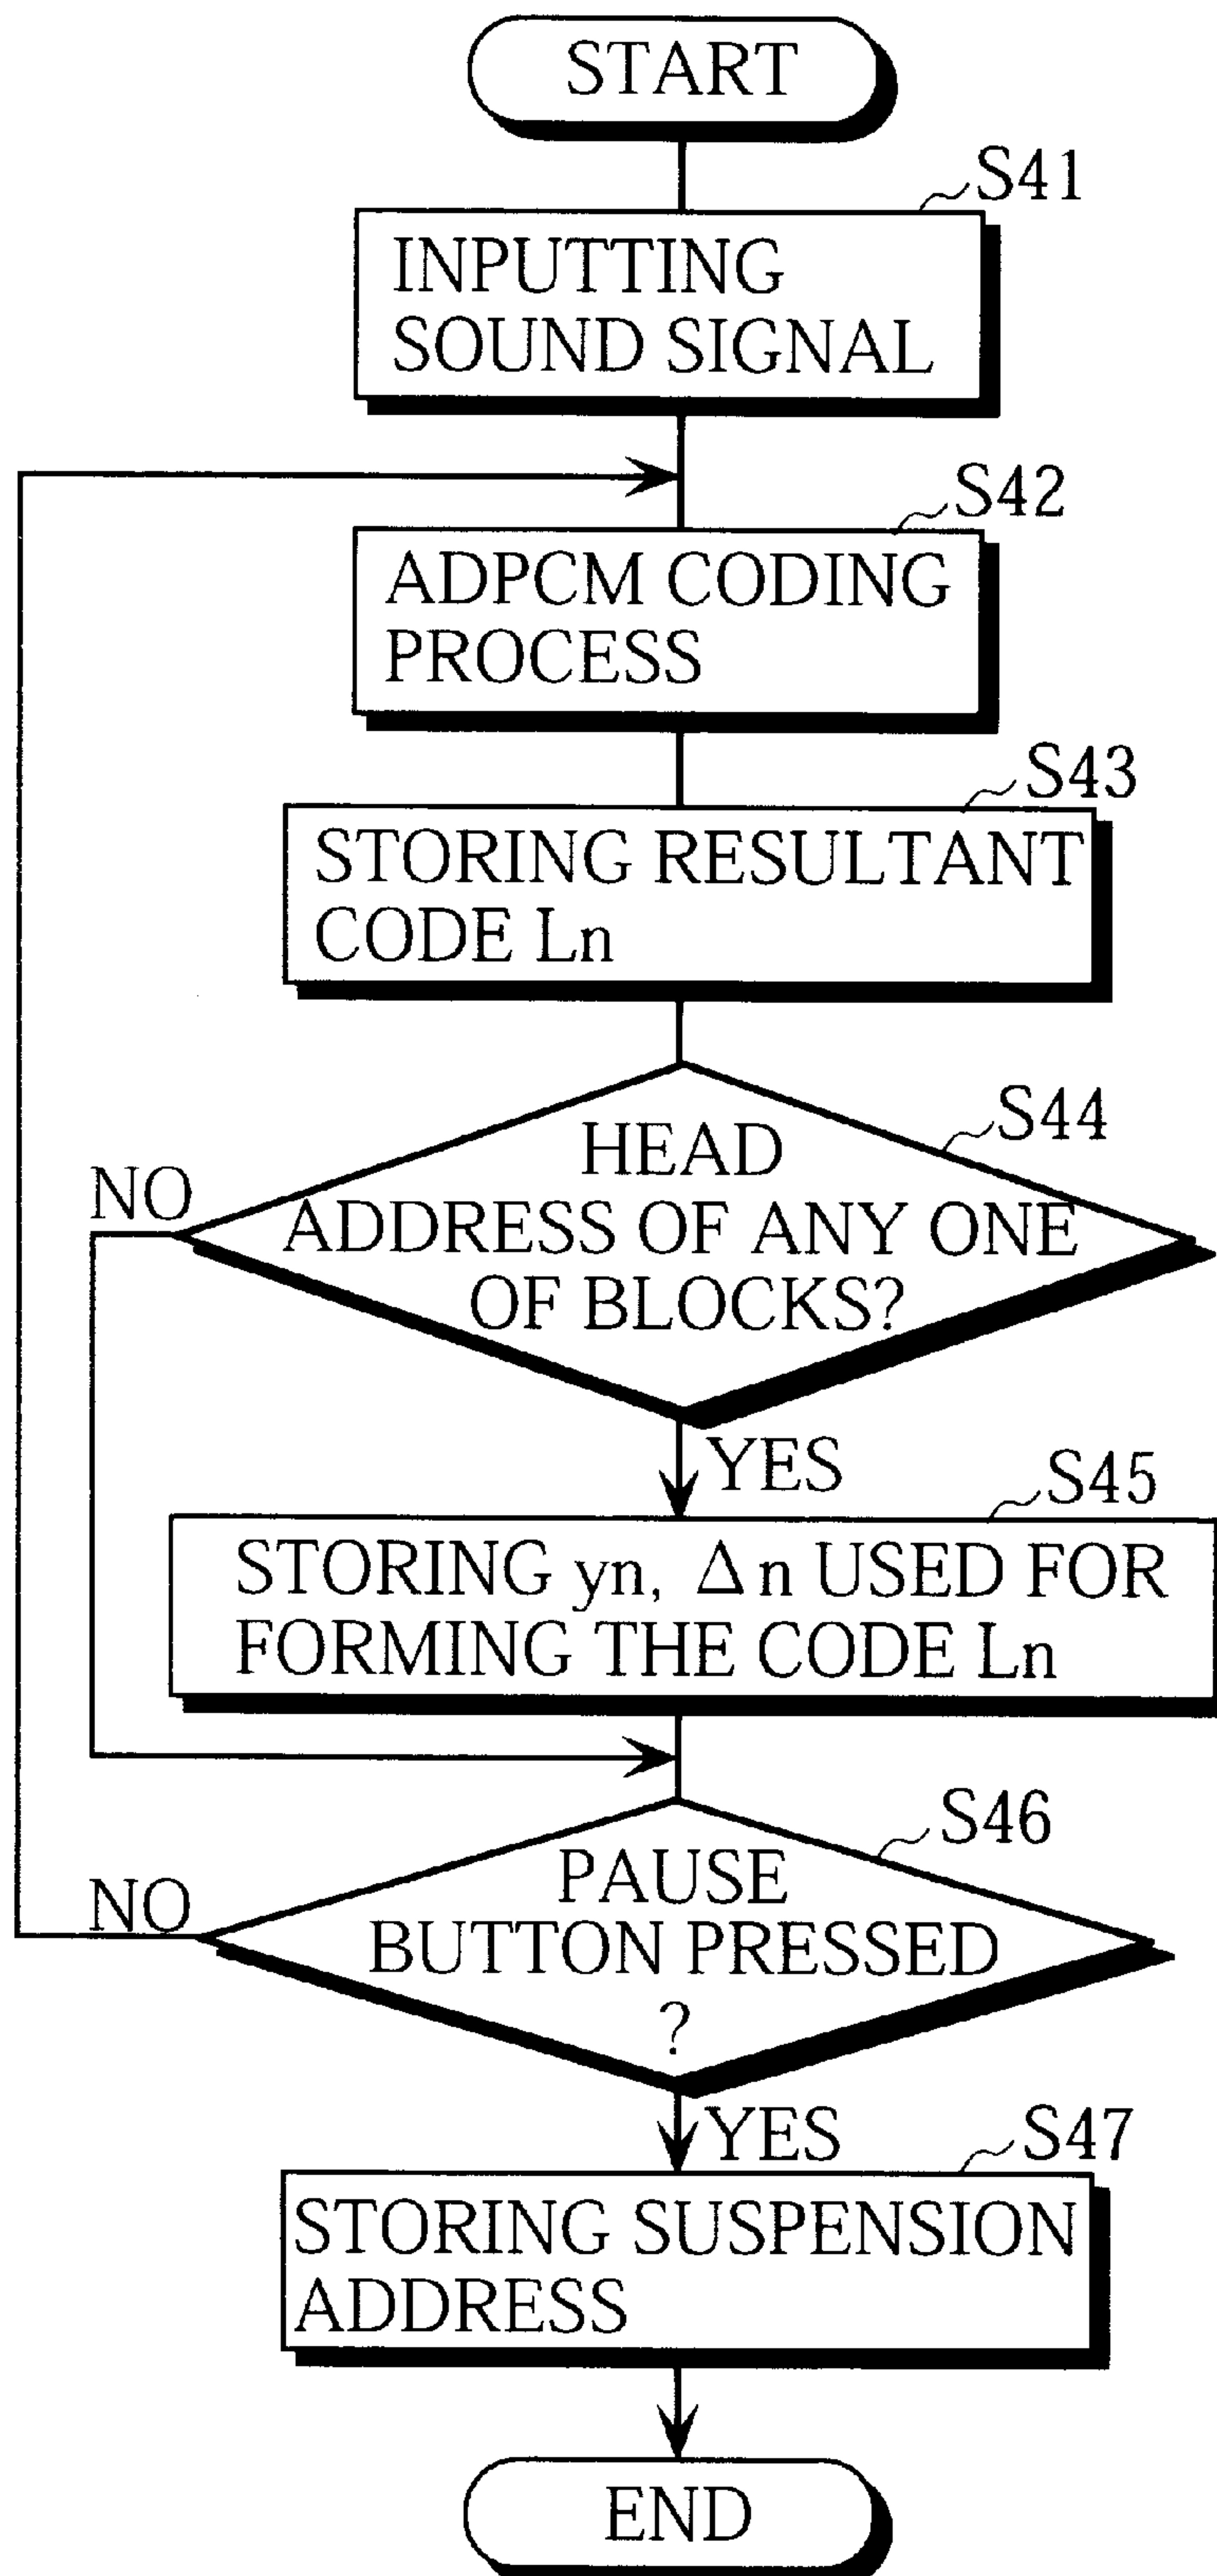 START
S41
INPUTTING
SOUND SIGNAL
S42
ADPCM CODING
PROCESS
S43
STORING RESULTANT
CODE Ln
S44
HEAD
ADDRESS OF ANY ONE
OF BLOCKS?
NO
YES
S45
STORING yn, Δn USED FOR
FORMING THE CODE Ln
S46
PAUSE
BUTTON PRESSED
?
NO
YES
S47
STORING SUSPENSION
ADDRESS
END